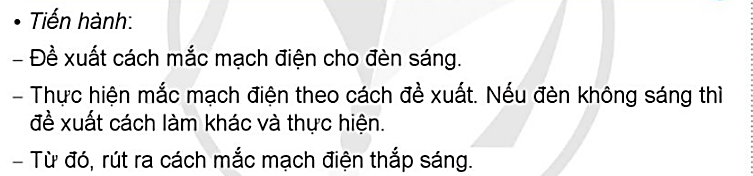 • Tiến hành:
– Đề xuất cách mắc mạch điện cho đèn sáng.
– Thực hiện mắc mạch điện theo cách đề xuất. Nếu đèn không sáng thì
đề xuất cách làm khác và thực hiện.
– Từ đó, rút ra cách mắc mạch điện thắp sáng.